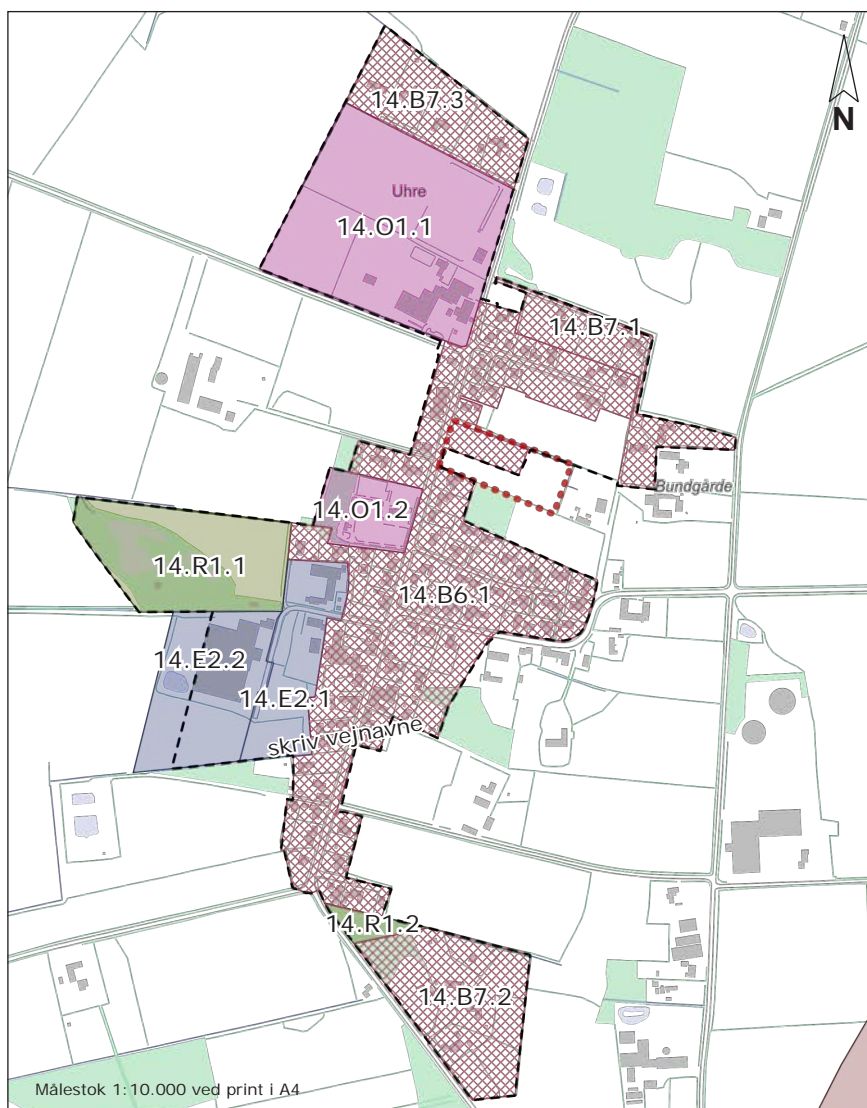 14.B7.3
N
Uhre
14.O1.1
14.B7.1
Bundgårde
14.O1.2
14.R1.1
14.B6.1
14.E2.2
14.E2.1
skriv vejnavne
14.R1.2
14.B7.2
Målestok 1:10.000 ved print i A4